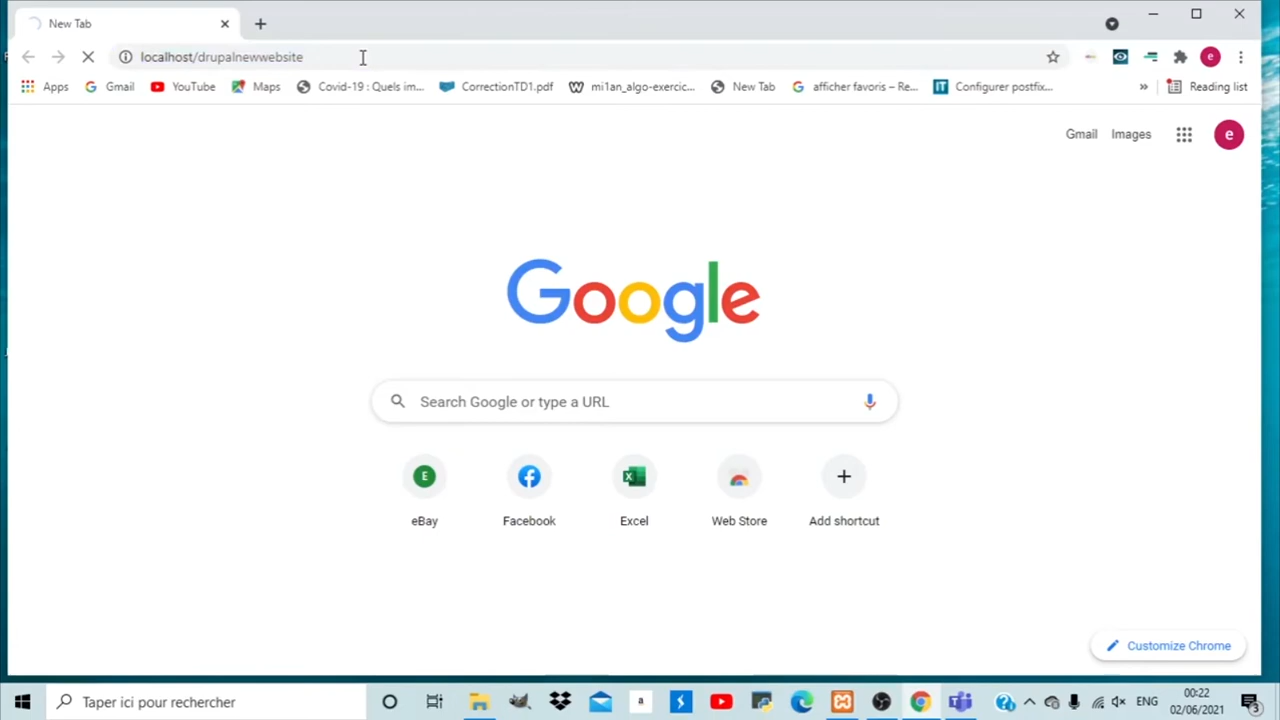 New Tab
localhost/drupalnewwebsite
e
Apps
Gmail
YouTube
Maps
Covid-19 : Quels im...
CorrectionTD1.pdf
mi1an_algo-exercic...
New Tab
afficher favoris – Re...
IT
Configurer postfix...
»
Reading list
Gmail
Images
e
Google
Search Google or type a URL
E
eBay
Facebook
Excel
Web Store
Add shortcut
Customize Chrome
Taper ici pour rechercher
a
ENG
00:22
02/06/2021
3